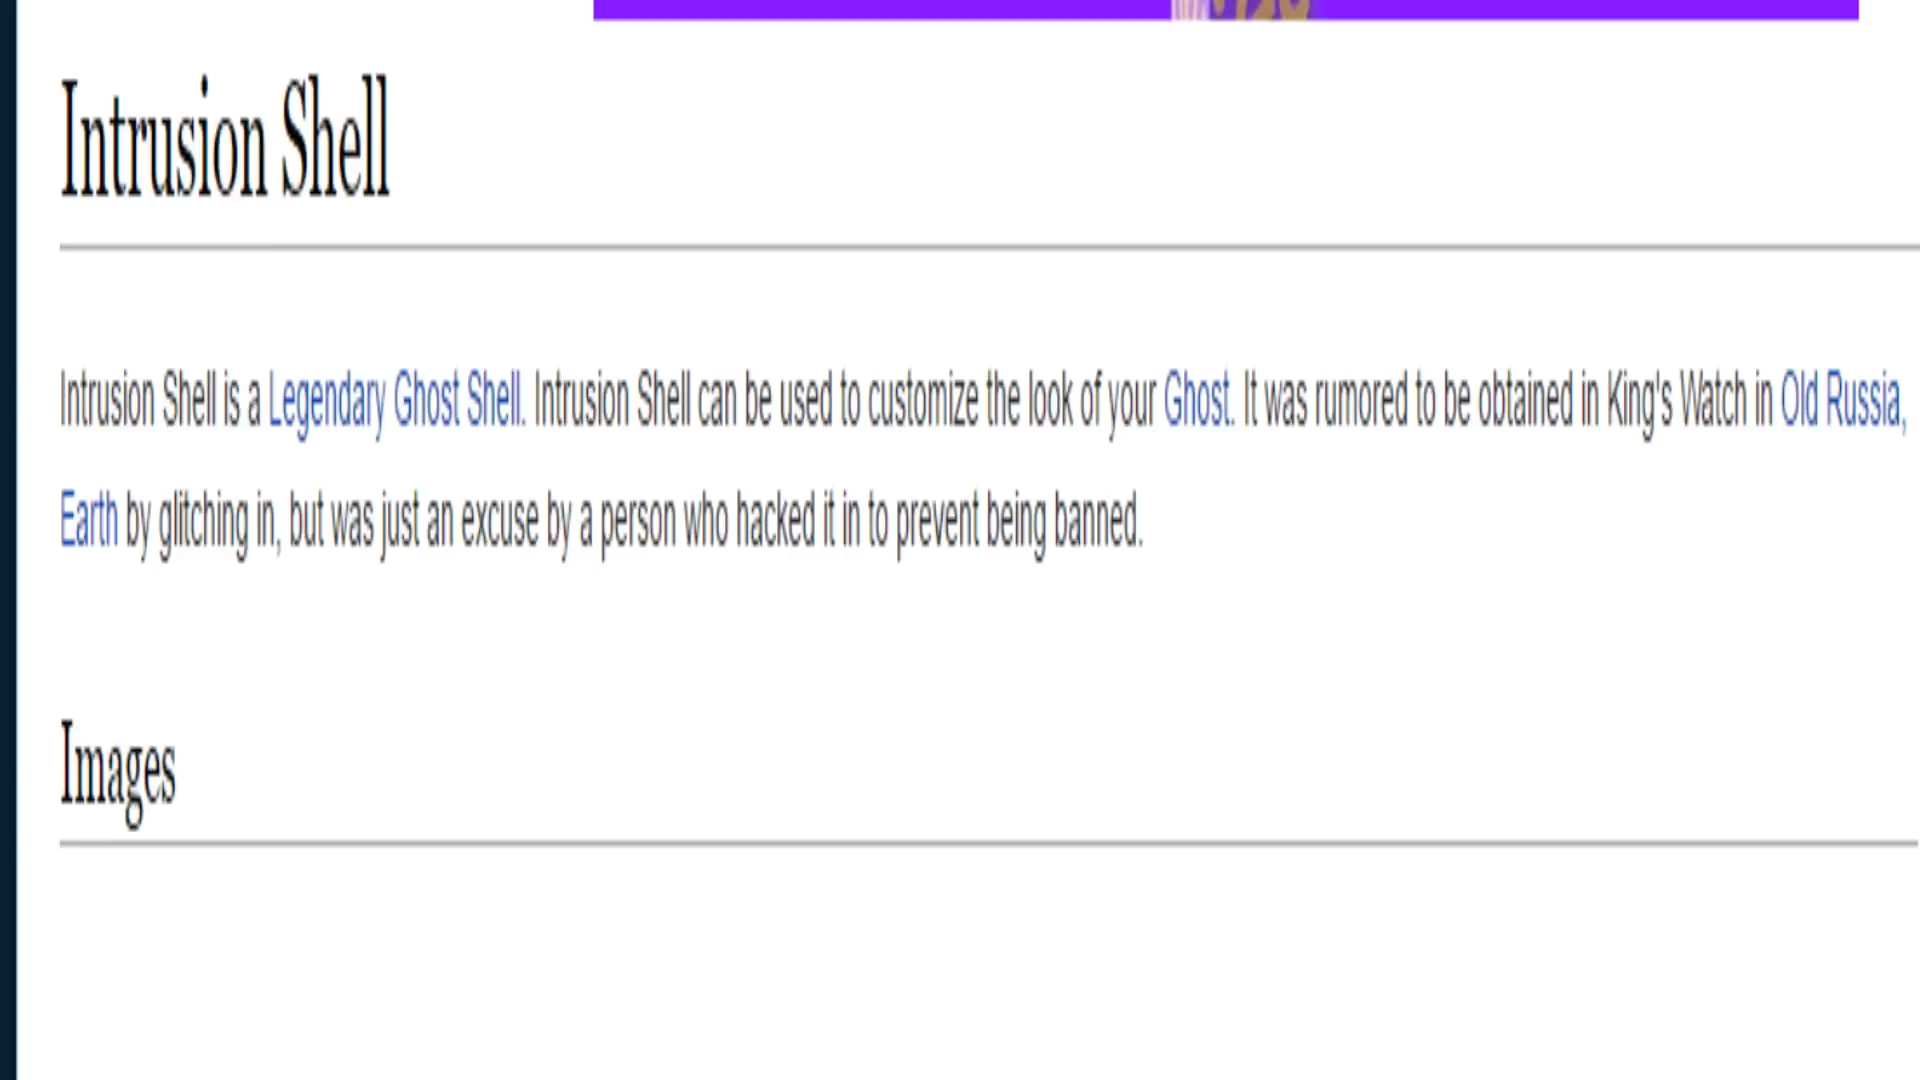 Intrusion Shell
Intrusion Shell is a Legendary Ghost Shell. Intrusion Shell can be used to customize the look of your Ghost. It was rumored to be obtained in King's Watch in Old Russia,
Earth by glitching in, but was just an excuse by a person who hacked it in to prevent being banned.
Images